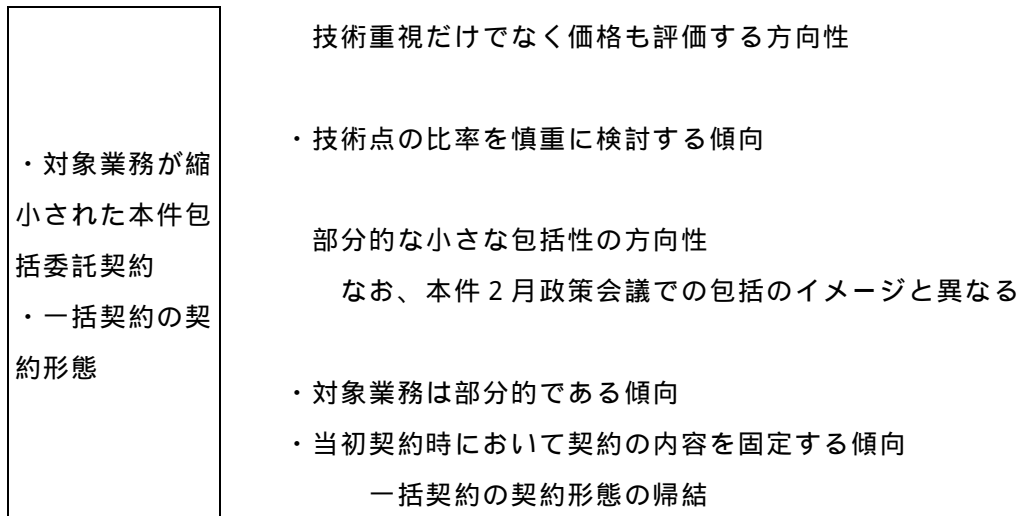 ・対象業務が縮
小された本件包
括委託契約
・一括契約の契
約形態
技術重視だけでなく価格も評価する方向性
・技術点の比率を慎重に検討する傾向
部分的な小さな包括性の方向性
なお、本件2月政策会議での包括のイメージと異なる
・対象業務は部分的である傾向
・当初契約時において契約の内容を固定する傾向
一括契約の契約形態の帰結